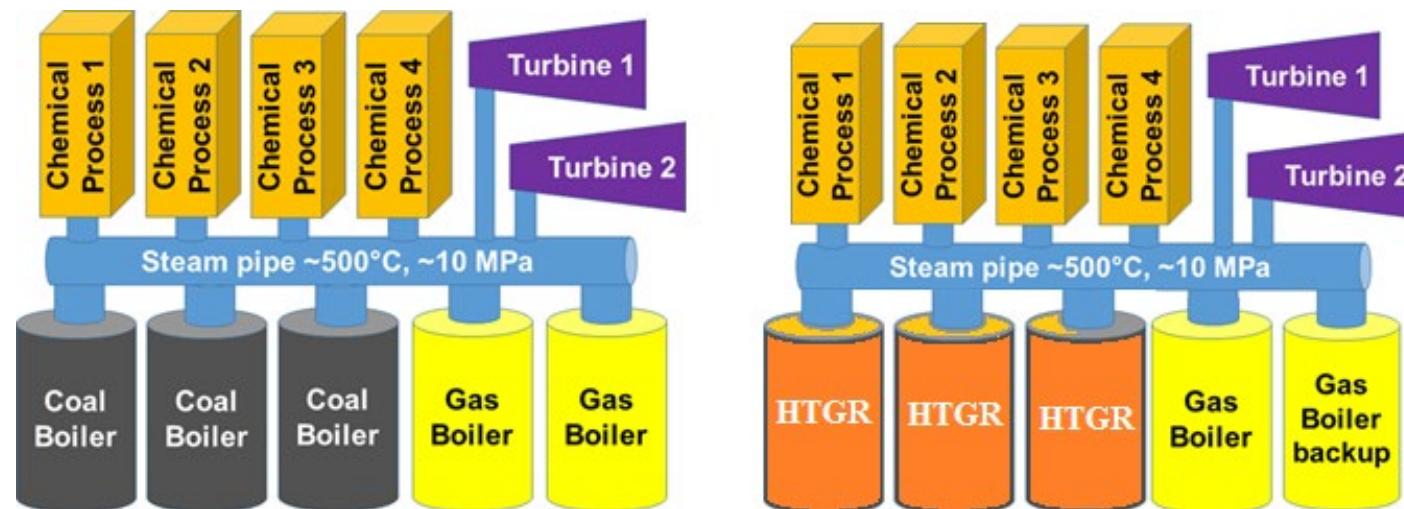 Chemical
Process 1
Chemical
Process 2
Chemical
Process 3
Chemical
Process 4
Turbine 1
Turbine 2
Steam pipe ~500°C, ~10 MPa
Coal
Boiler
Coal
Boiler
Coal
Boiler
Gas
Boiler
Gas
Boiler
Chemical
Process 1
Chemical
Process 2
Chemical
Process 3
Chemical
Process 4
Turbine 1
Turbine 2
Steam pipe ~500°C, ~10 MPa
HTGR
HTGR
HTGR
Gas
Boiler
Gas
Boiler
backup